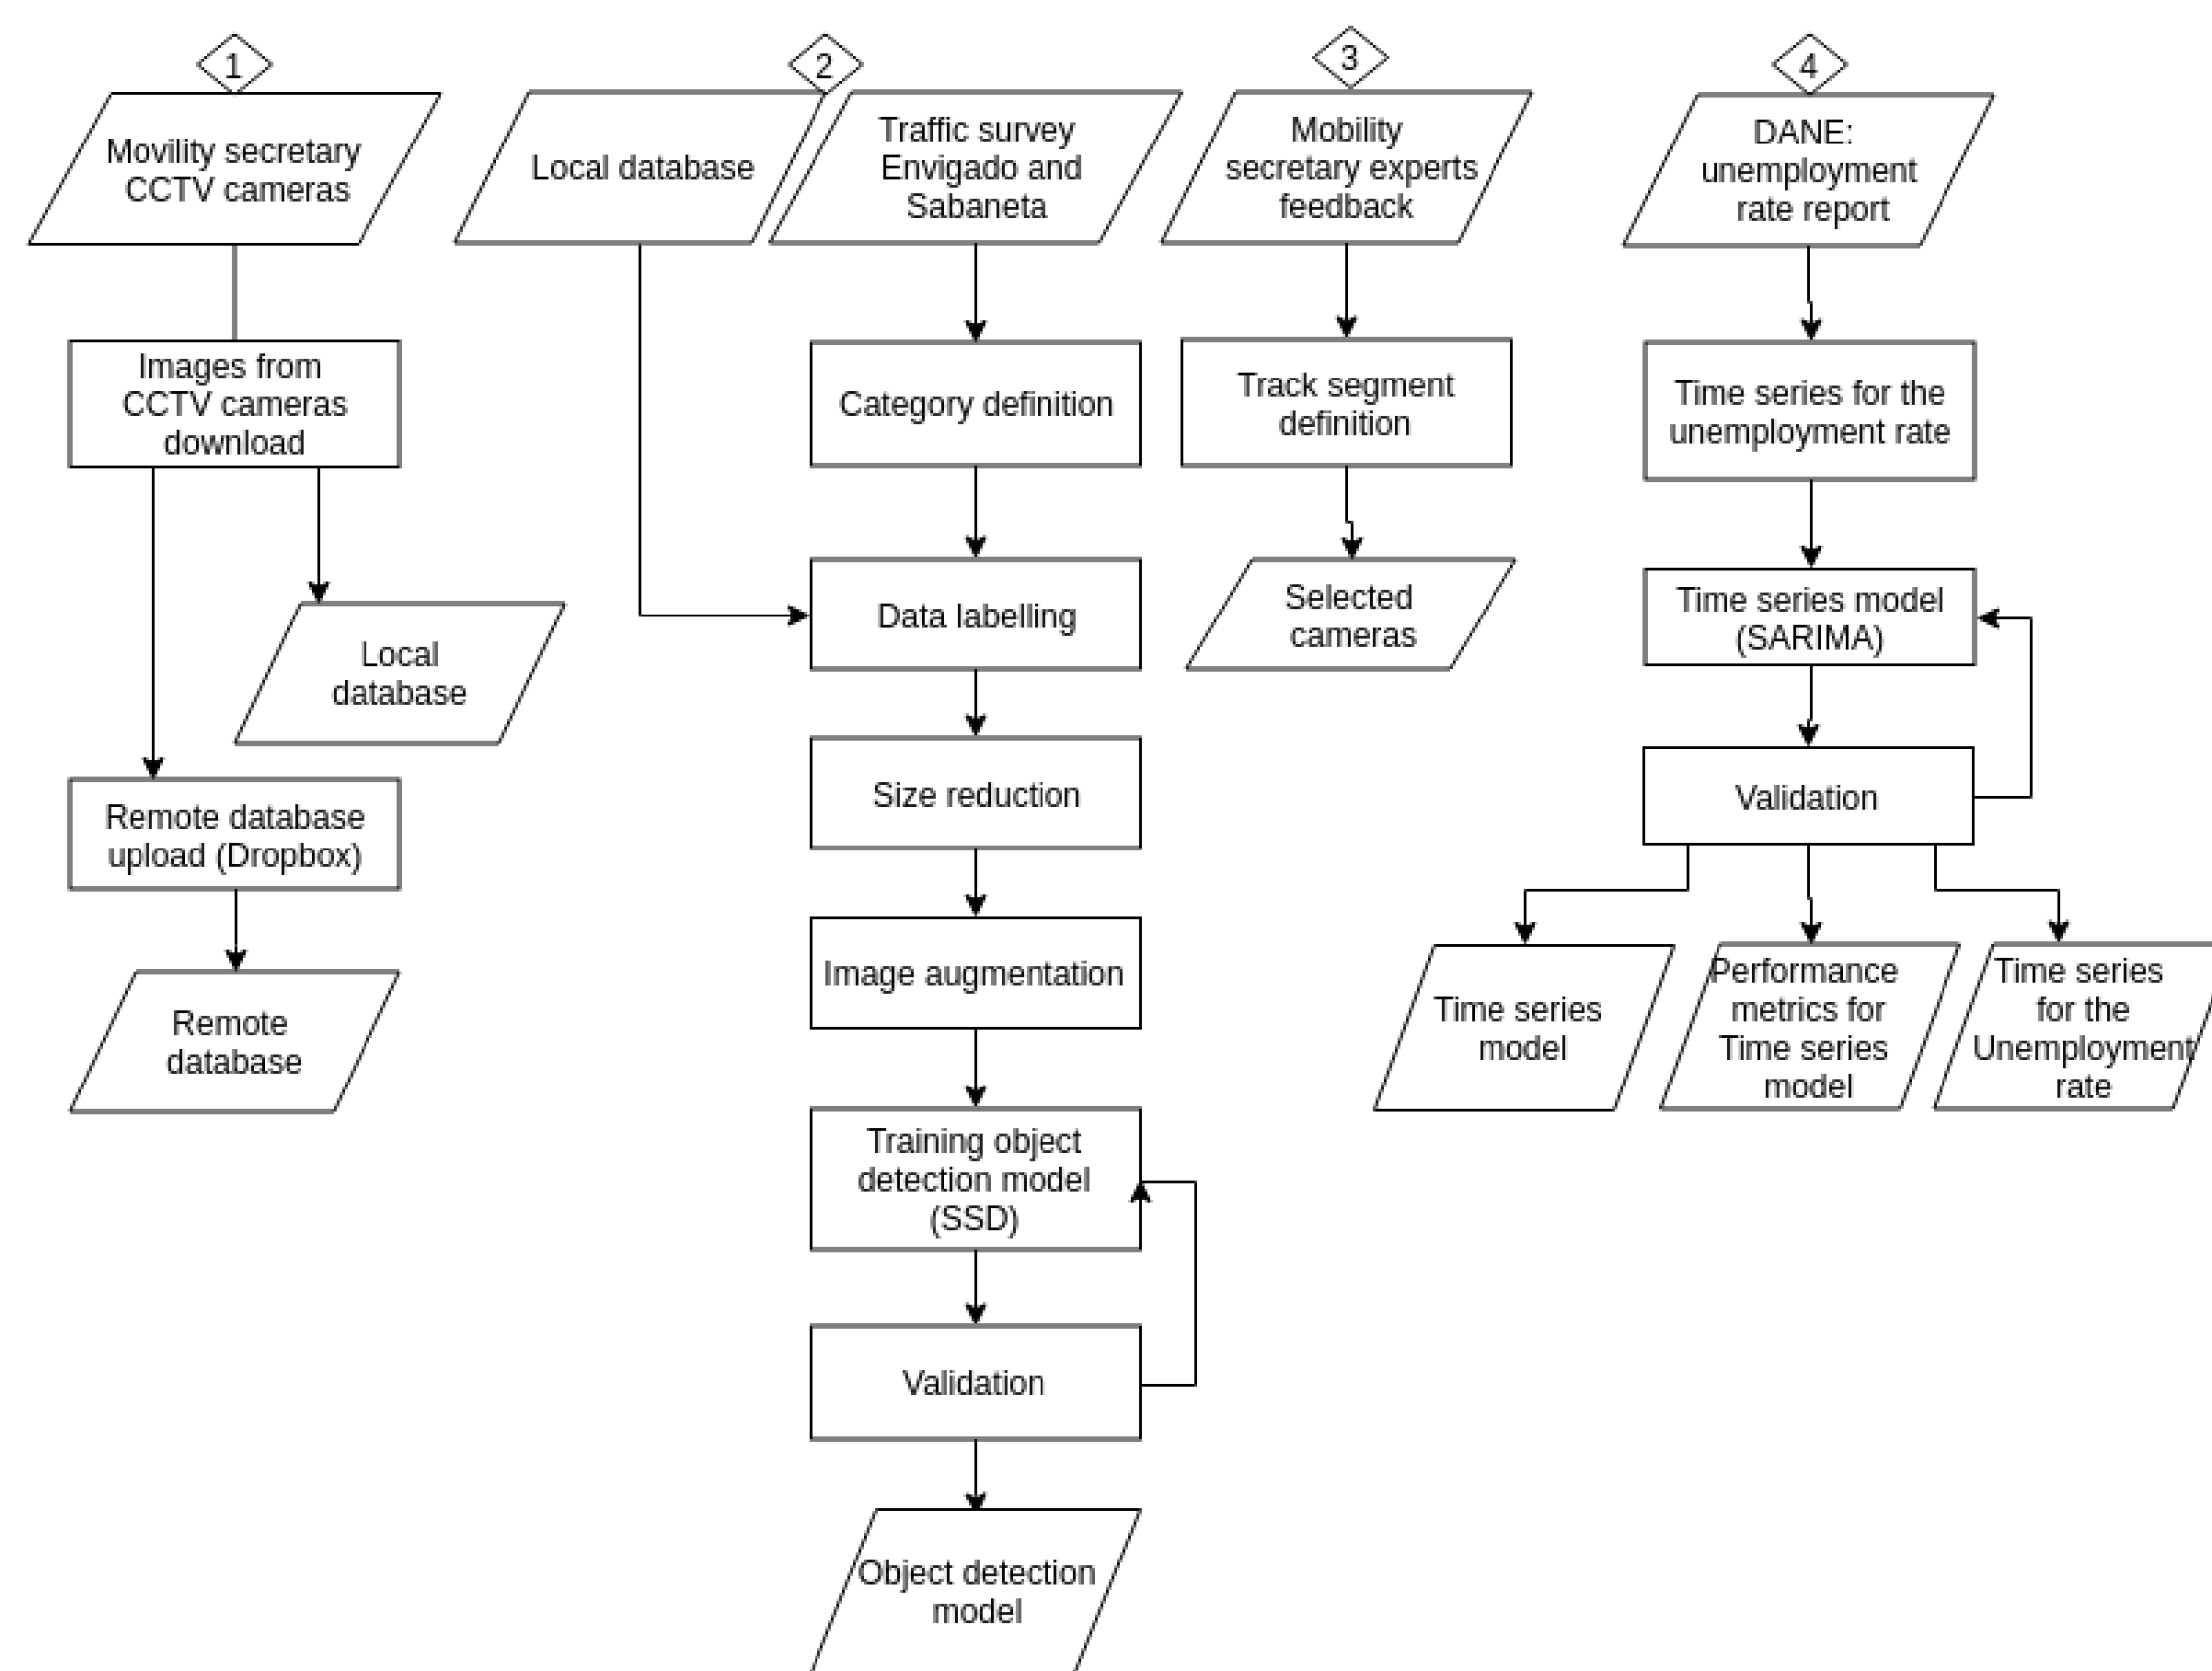 1
Movility secretary
CCTV cameras
Images from
CCTV cameras
download
Local
database
Remote database
upload (Dropbox)
Remote
database
2
Local database
Traffic survey
Envigado and
Sabaneta
Category definition
Data labelling
Size reduction
Image augmentation
Training object
detection model
(SSD)
Validation
Object detection
model
3
Mobility
secretary experts
feedback
Track segment
definition
Selected
cameras
4
DANE:
unemployment
rate report
Time series for the
unemployment rate
Time series model
(SARIMA)
Validation
Time series
model
Performance
metrics for
Time series
model
Time series
for the
Unemployment
rate